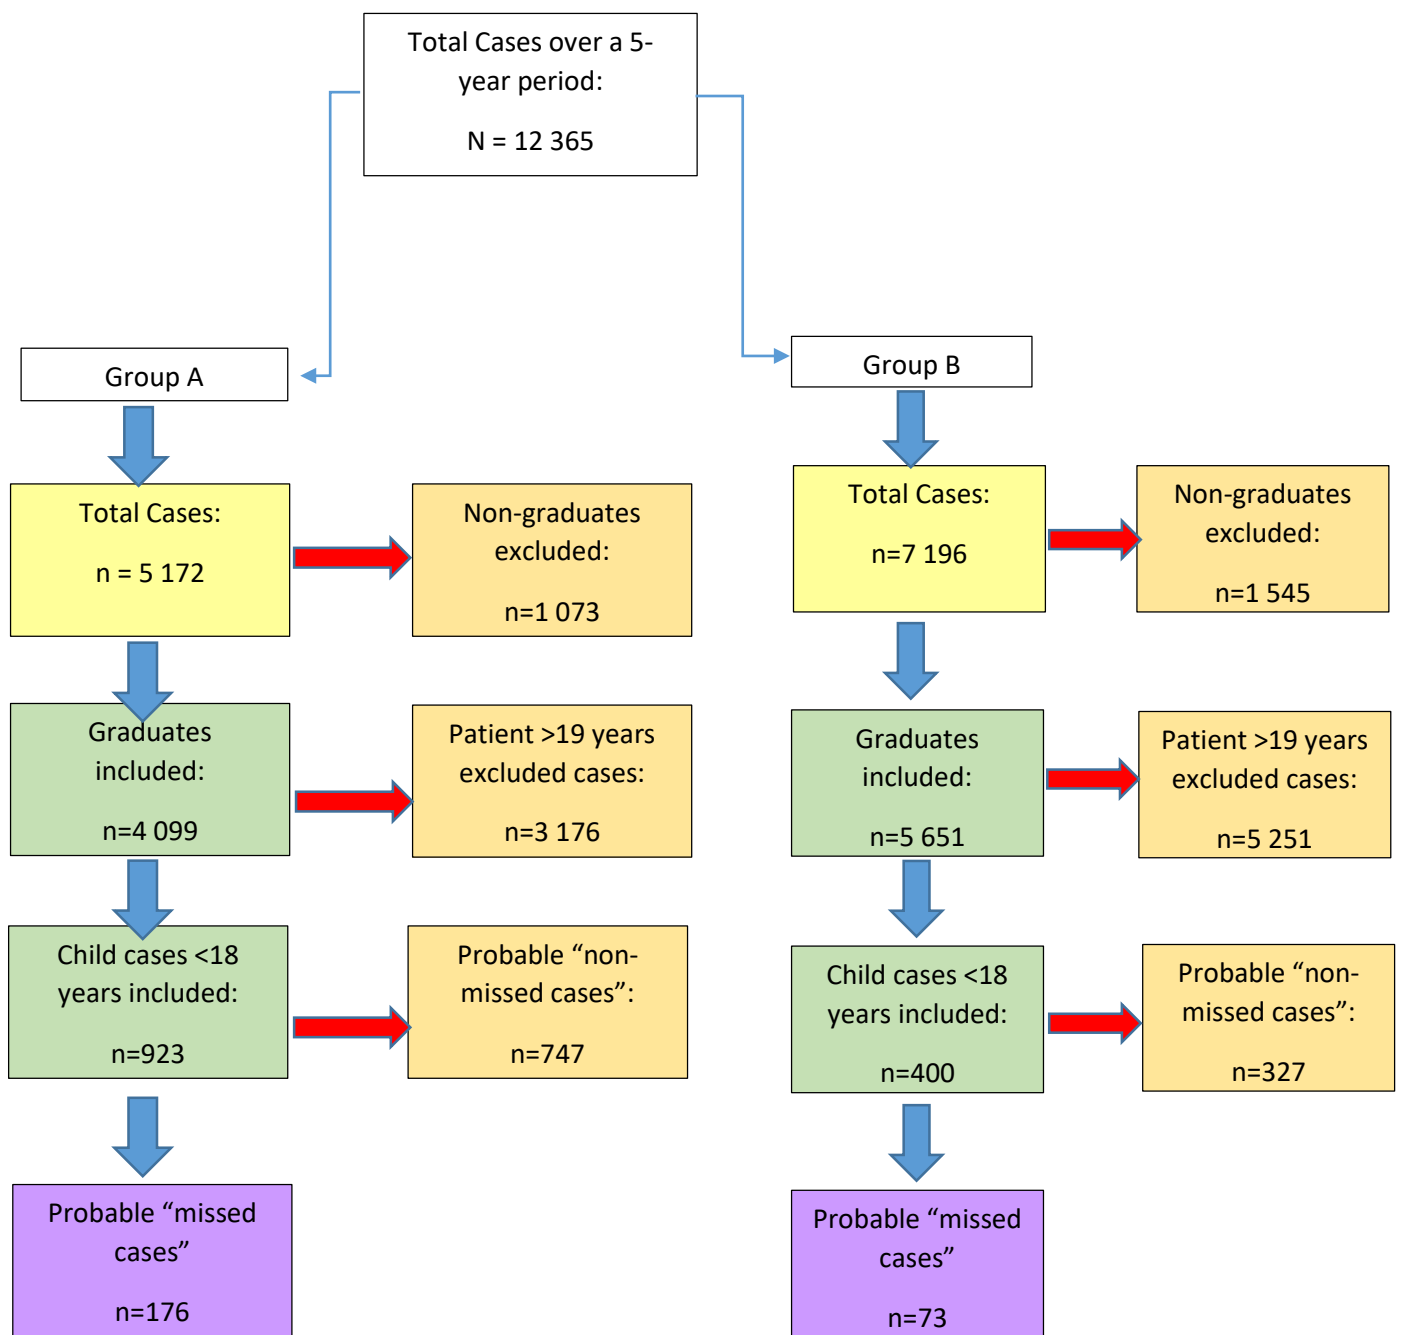 Total Cases over a 5-
year period:
N = 12 365
Group A
Group B
Total Cases:
n = 5 172
Non-graduates
excluded:
n=1 073
Total Cases:
n=7 196
Non-graduates
excluded:
n=1 545
Graduates
included:
n=4 099
Patient >19 years
excluded cases:
n=3 176
Graduates
included:
n=5 651
Patient >19 years
excluded cases:
n=5 251
Child cases <18
years included:
n=923
Probable “non-
missed cases”:
n=747
Child cases <18
years included:
n=400
Probable “non-
missed cases”:
n=327
Probable “missed
cases”
n=176
Probable “missed
cases”
n=73